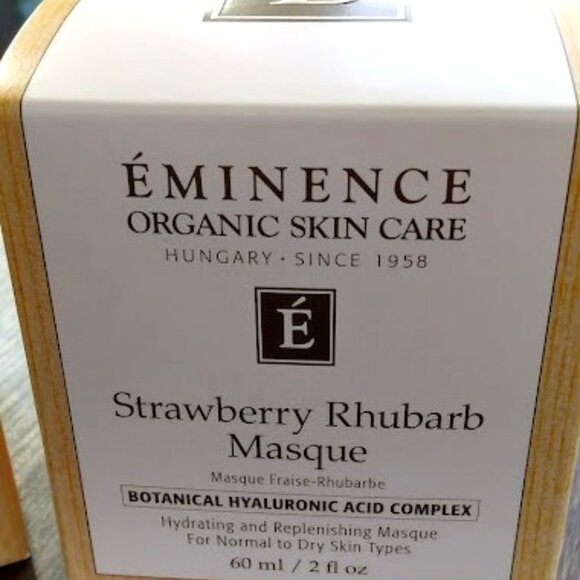 ÉMINENCE
ORGANIC SKIN CARE
HUNGARY · SINCE 1958
É
Strawberry Rhubarb
Masque
Masque Fraise-Rhubarbe
BOTANICAL HYALURONIC ACID COMPLEX
Hydrating and Replenishing Masque
For Normal to Dry Skin Types
60 ml / 2 fl oz